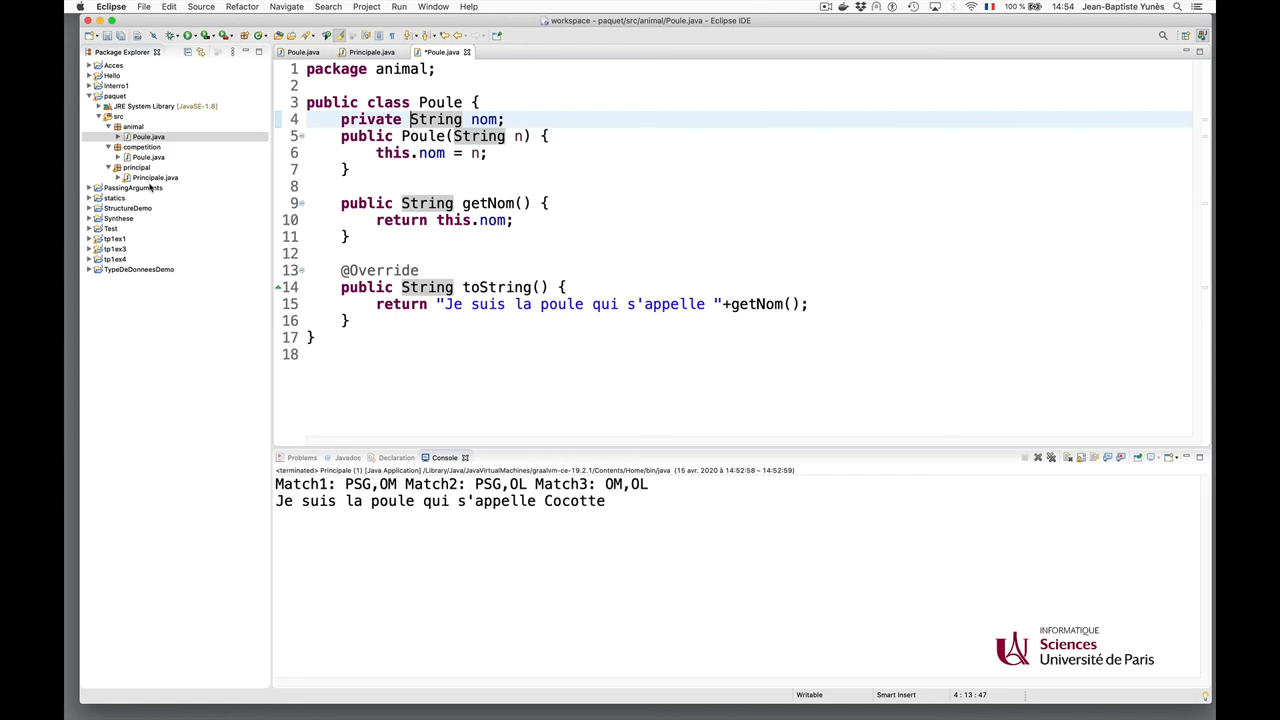 Eclipse File Edit Source Refactor Navigate Search Project Run Window Help 100 % 14:54 Jean-Baptiste Yunès
workspace - paquet/src/animal/Poule.java - Eclipse IDE
Package Explorer
Acces
Hello
Interro1
paquet
JRE System Library [JavaSE-1.8]
src
animal
Poule.java
competition
Poule.java
principal
Principale.java
PassingArguments
statics
StructureDemo
Synthese
Test
tp1ex1
tp1ex3
tp1ex4
TypeDeDonneesDemo
Poule.java Principale.java *Poule.java
1 package animal;
2
3 public class Poule {
4 private String nom;
5 public Poule(String n) {
6 this.nom = n;
7 }
8
9 public String getNom() {
10 return this.nom;
11 }
12
13 @Override
14 public String toString() {
15 return "Je suis la poule qui s'appelle "+getNom();
16 }
17 }
18
Problems Javadoc Declaration Console
<terminated> Principale (1) [Java Application] /Library/Java/JavaVirtualMachines/graalvm-ce-19.2.1/Contents/Home/bin/java (15 avr. 2020 à 14:52:58 – 14:52:59)
Match1: PSG,OM Match2: PSG,OL Match3: OM,OL
Je suis la poule qui s'appelle Cocotte
INFORMATIQUE
Sciences
Université de Paris
Writable Smart Insert 4 : 13 : 47